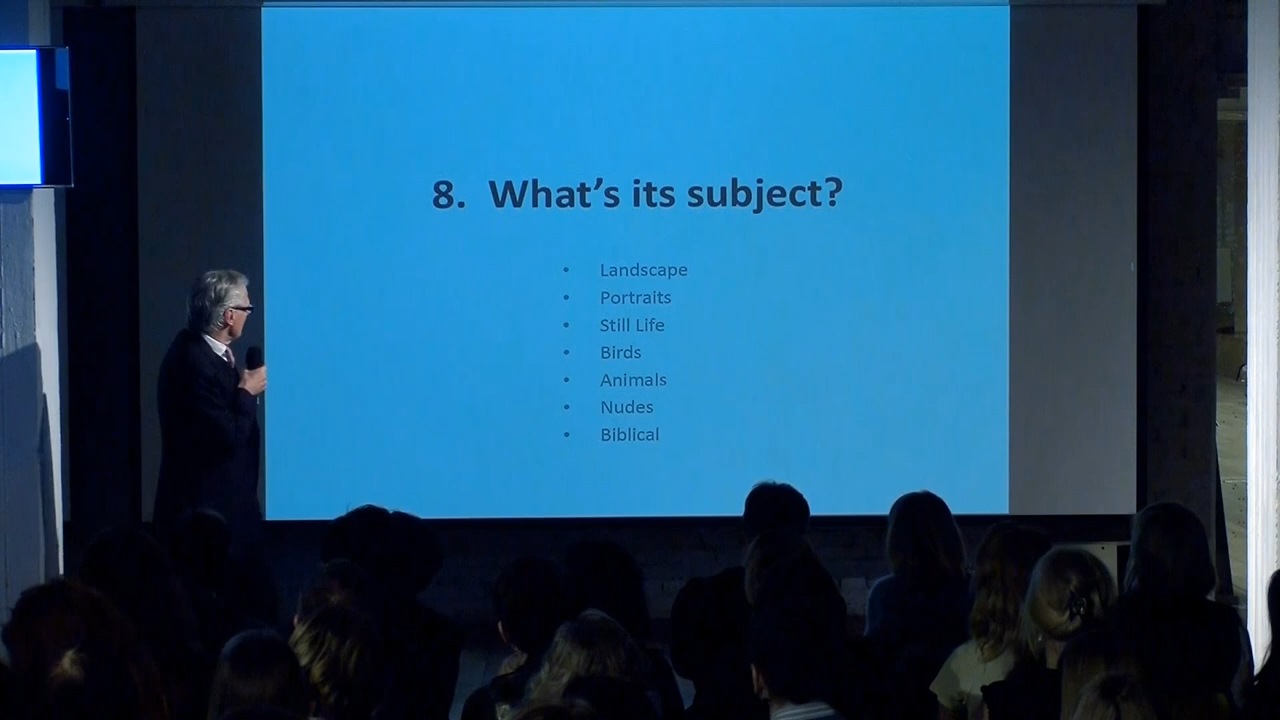 8. What's its subject?
• Landscape
• Portraits
• Still Life
• Birds
• Animals
• Nudes
• Biblical